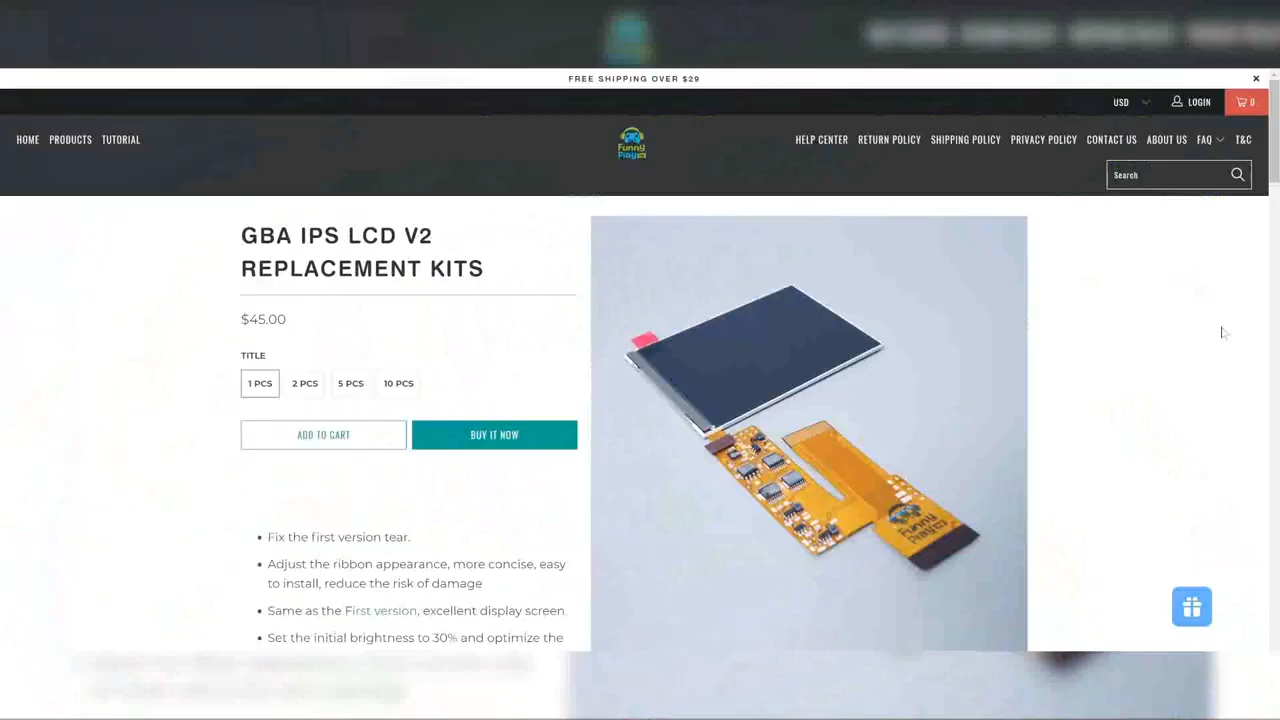 FREE SHIPPING OVER $29
USD
LOGIN
0
HOME PRODUCTS TUTORIAL
Funny
Playing
HELP CENTER RETURN POLICY SHIPPING POLICY PRIVACY POLICY CONTACT US ABOUT US FAQ T&C
Search
GBA IPS LCD V2
REPLACEMENT KITS
$45.00
TITLE
1 PCS 2 PCS 5 PCS 10 PCS
ADD TO CART
BUY IT NOW
• Fix the first version tear.
• Adjust the ribbon appearance, more concise, easy
to install, reduce the risk of damage
• Same as the First version, excellent display screen.
• Set the initial brightness to 30% and optimize the
Funny